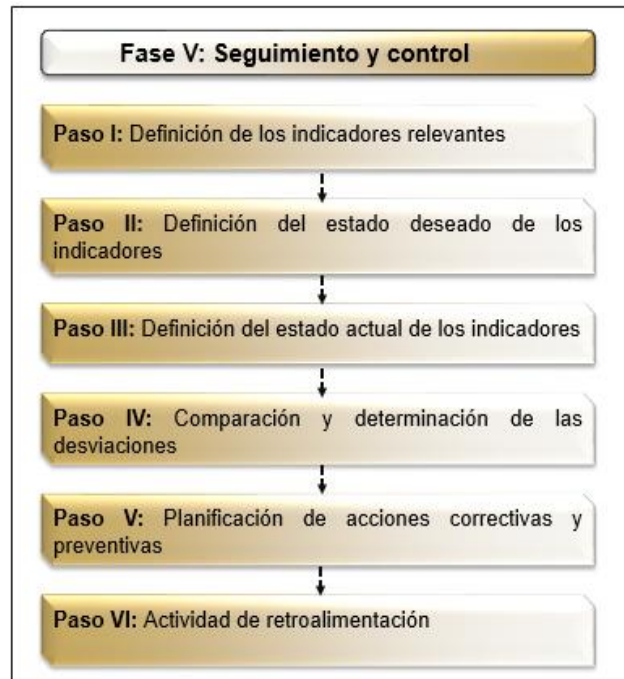 Fase V: Seguimiento y control
Paso I: Definición de los indicadores relevantes
Paso II: Definición del estado deseado de los
indicadores
Paso III: Definición del estado actual de los indicadores
Paso IV: Comparación y determinación de las
desviaciones
Paso V: Planificación de acciones correctivas y
preventivas
Paso VI: Actividad de retroalimentación